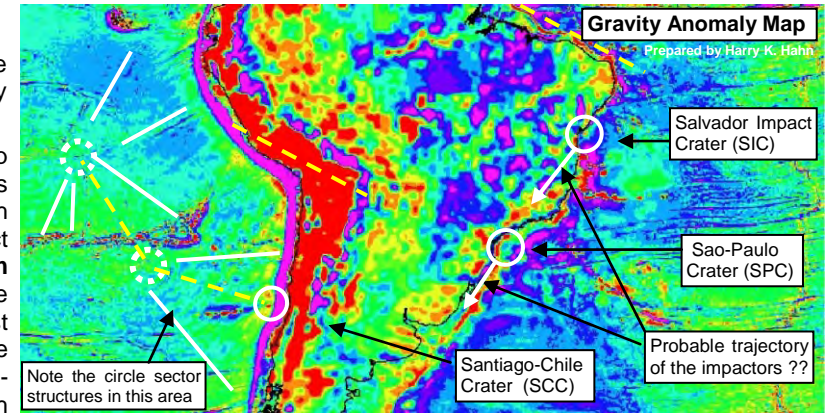 Gravity Anomaly Map
Prepared by Harry K. Hahn
Salvador Impact
Crater (SIC)
Sao-Paulo
Crater (SPC)
Probable trajectory
of the impactors ??
Santiago-Chile
Crater (SCC)
Note the circle sector
structures in this area